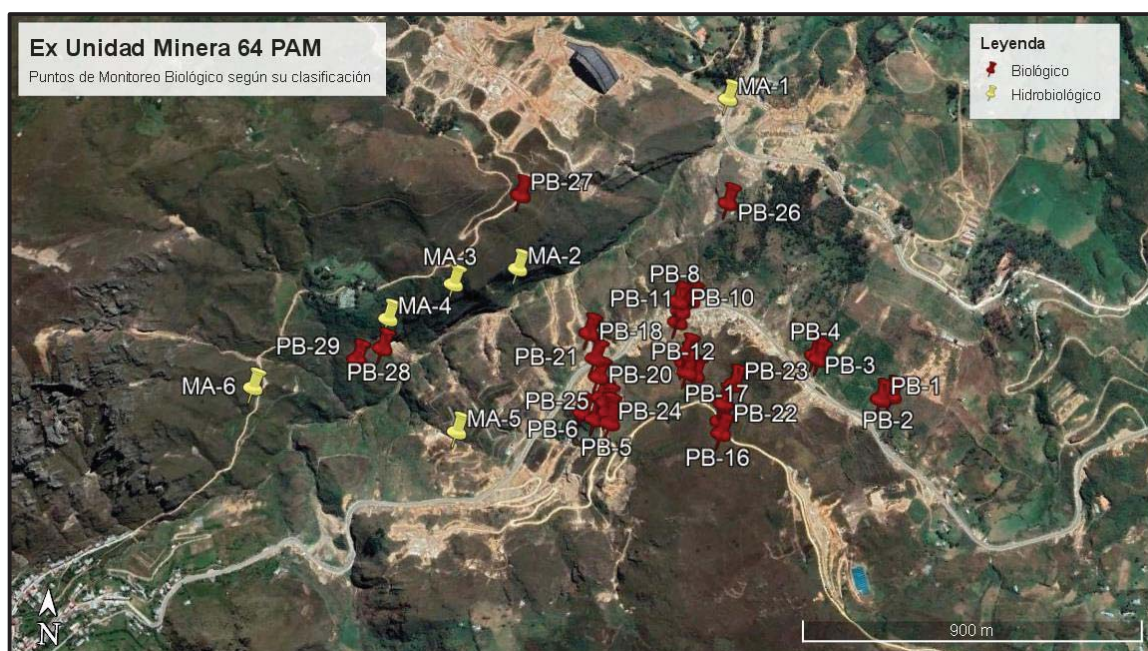 Ex Unidad Minera 64 PAM
Puntos de Monitoreo Biológico según su clasificación
Leyenda
Biológico
Hidrobiológico
MA-1
PB-27
PB-26
MA-2
MA-3
PB-8
PB-11
PB-10
MA-4
PB-18
PB-4
PB-29
PB-21
PB-12
PB-3
PB-28
PB-20
PB-23
MA-6
PB-17
PB-1
PB-25
PB-24
PB-22
PB-2
MA-5
PB-6
PB-5
PB-16
N
900 m